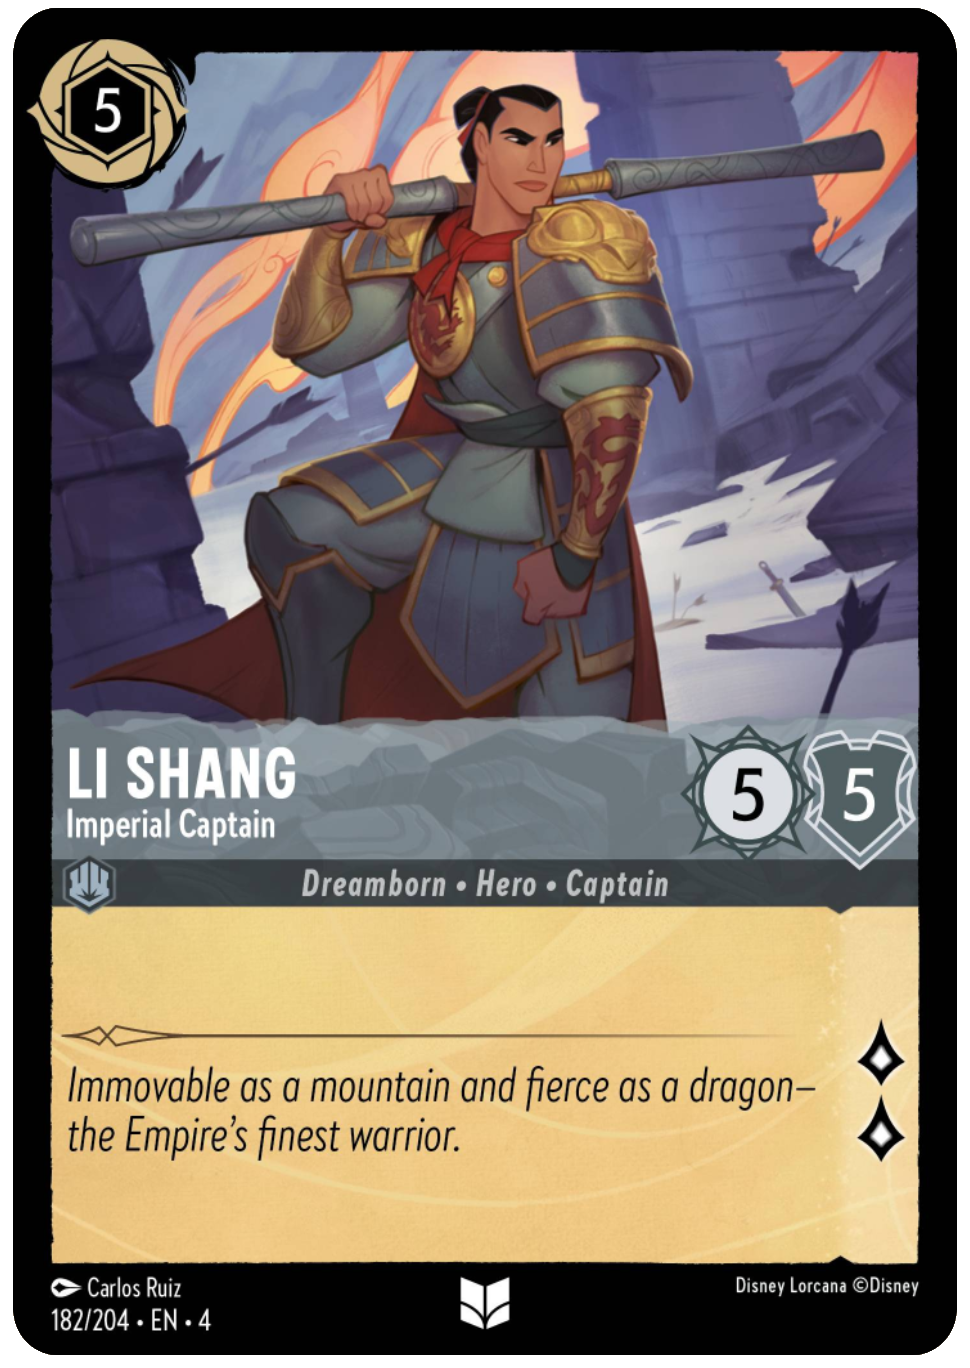 5
LI SHANG
Imperial Captain
5 5
Dreamborn • Hero • Captain
Immovable as a mountain and fierce as a dragon–
the Empire's finest warrior.
Carlos Ruiz
182/204 • EN • 4
Disney Lorcana ©Disney